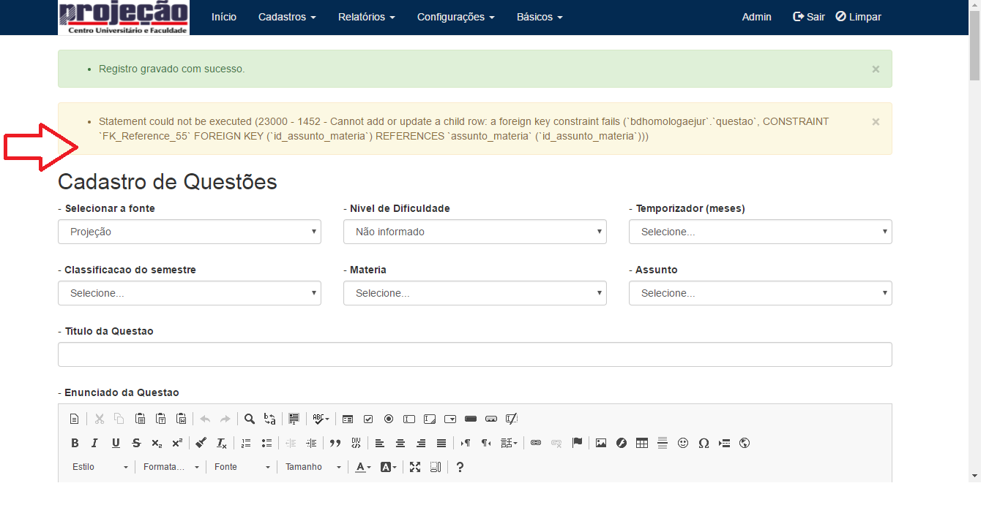 projeção
Centro Universitário e Faculdade
Início Cadastros Relatórios Configurações Básicos Admin Sair Limpar
• Registro gravado com sucesso. ×
• Statement could not be executed (23000 - 1452 - Cannot add or update a child row: a foreign key constraint fails (`bdhomologaejur`.`questao`, CONSTRAINT ×
`FK_Reference_55` FOREIGN KEY (`id_assunto_materia`) REFERENCES `assunto_materia` (`id_assunto_materia`)))
Cadastro de Questões
- Selecionar a fonte - Nivel de Dificuldade - Temporizador (meses)
Projeção Não informado Selecione...
- Classificacao do semestre - Materia - Assunto
Selecione... Selecione... Selecione...
- Titulo da Questao
- Enunciado da Questao
Estilo Formata... Fonte Tamanho